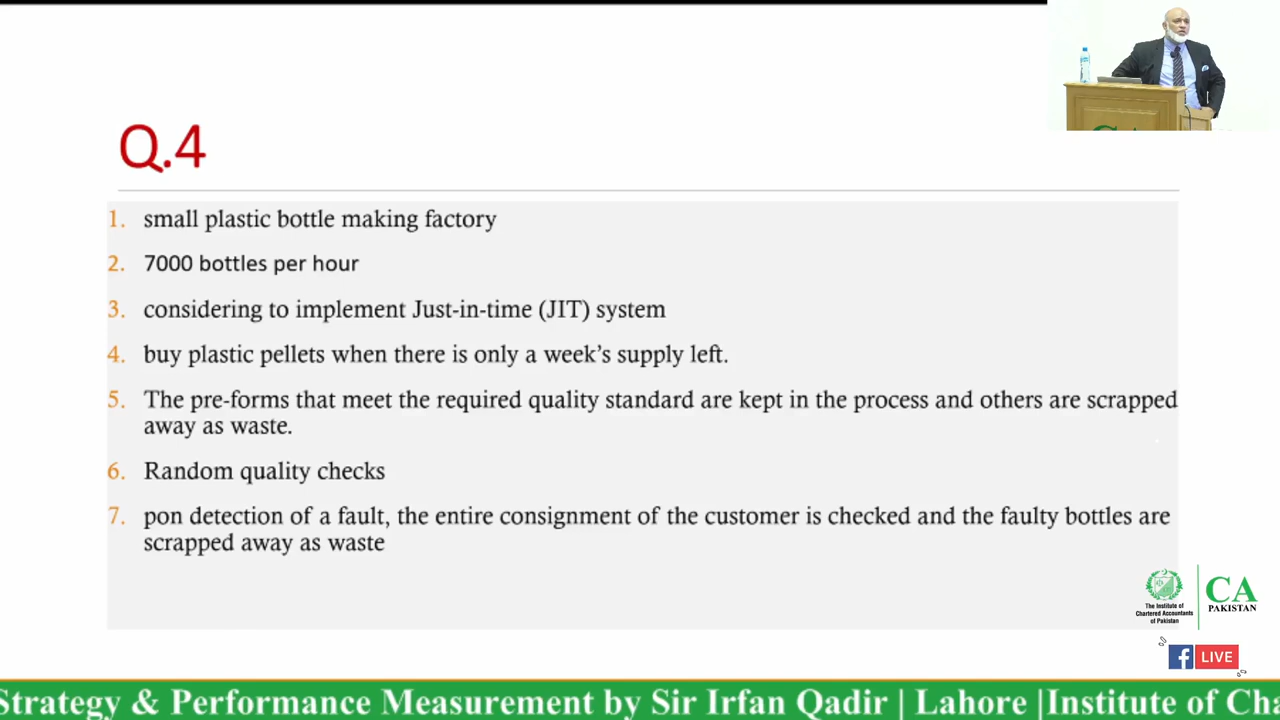 Q.4
1. small plastic bottle making factory
2. 7000 bottles per hour
3. considering to implement Just-in-time (JIT) system
4. buy plastic pellets when there is only a week's supply left.
5. The pre-forms that meet the required quality standard are kept in the process and others are scrapped
away as waste.
6. Random quality checks
7. pon detection of a fault, the entire consignment of the customer is checked and the faulty bottles are
scrapped away as waste
The Institute of
Chartered Accountants
of Pakistan
CA
PAKISTAN
f LIVE
Strategy & Performance Measurement by Sir Irfan Qadir | Lahore |Institute of Cha